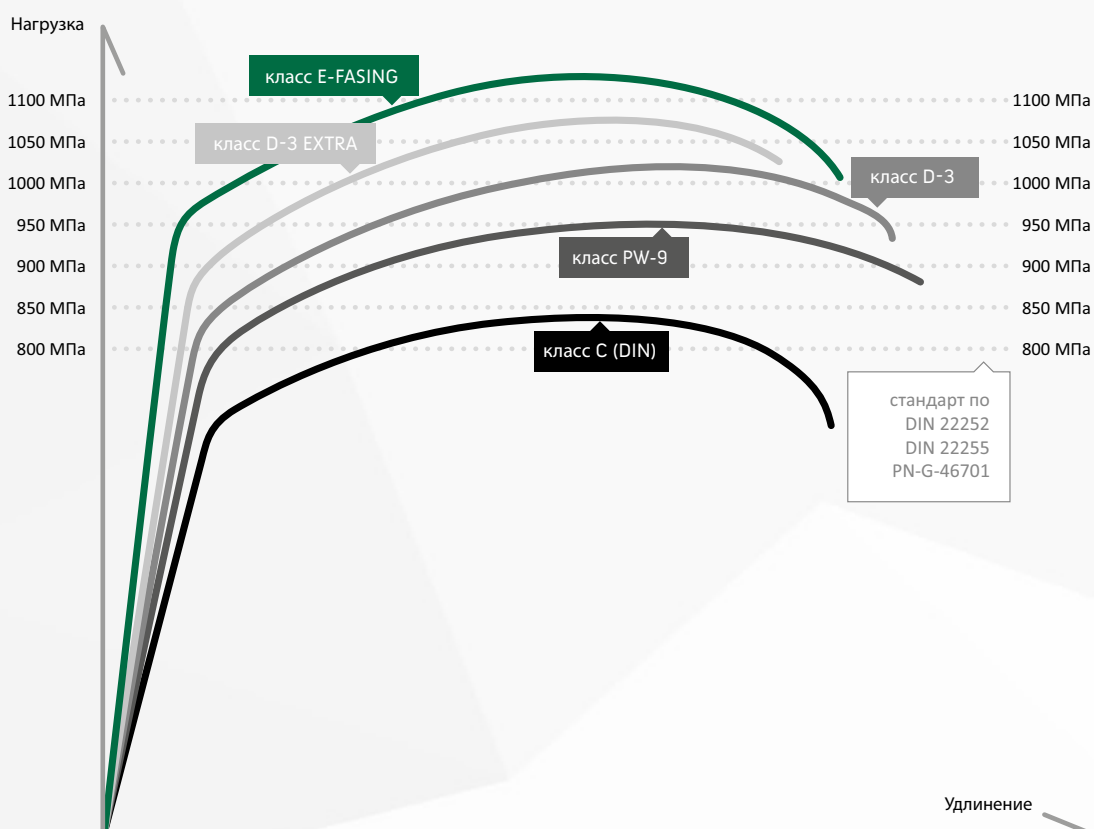 Нагрузка
класс E-FASING
1100 МПа
1100 МПа
класс D-3 EXTRA
1050 МПа
1050 МПа
1000 МПа
класс D-3
1000 МПа
950 МПа
950 МПа
класс PW-9
900 МПа
900 МПа
850 МПа
850 МПа
800 МПа
класс C (DIN)
800 МПа
стандарт по
DIN 22252
DIN 22255
PN-G-46701
Удлинение